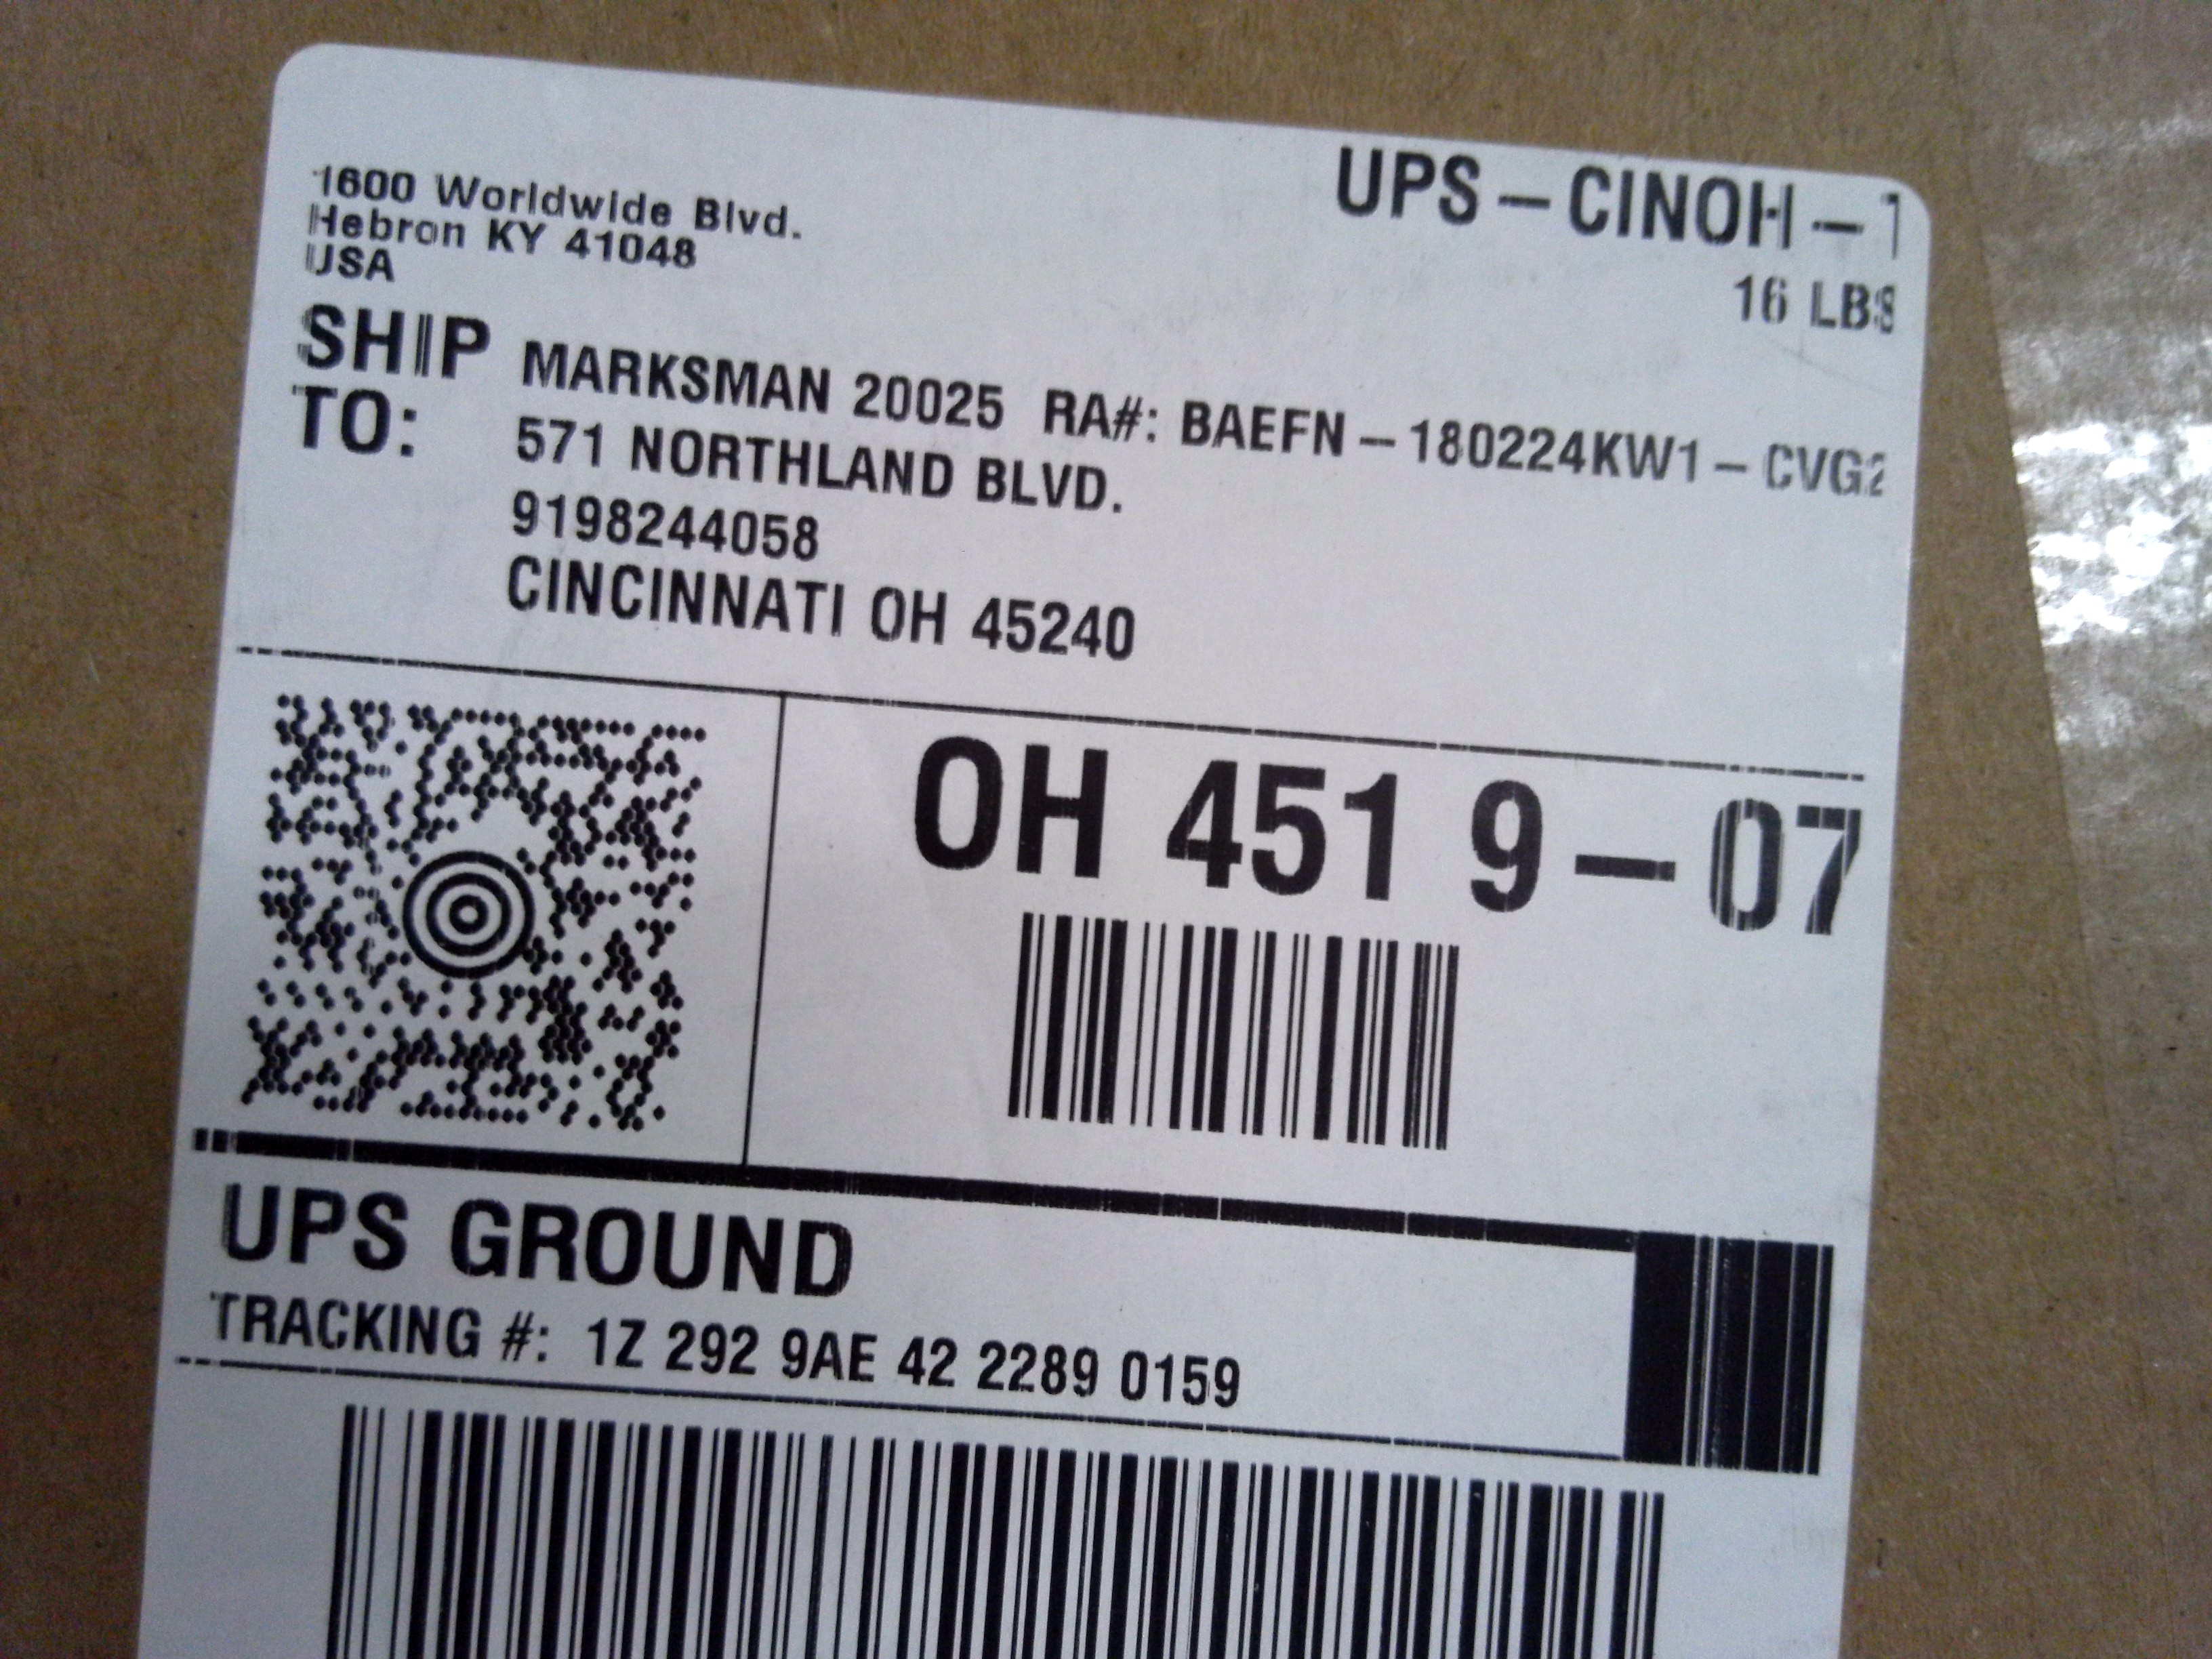 1600 Worldwide Blvd.
Hebron KY 41048
USA
UPS – CINOH – 1
16 LBS
SHIP TO:
MARKSMAN 20025 RA#: BAEFN – 180224KW1 – CVG2
571 NORTHLAND BLVD.
9198244058
CINCINNATI OH 45240
OH 451 9 – 07
UPS GROUND
TRACKING #: 1Z 292 9AE 42 2289 0159